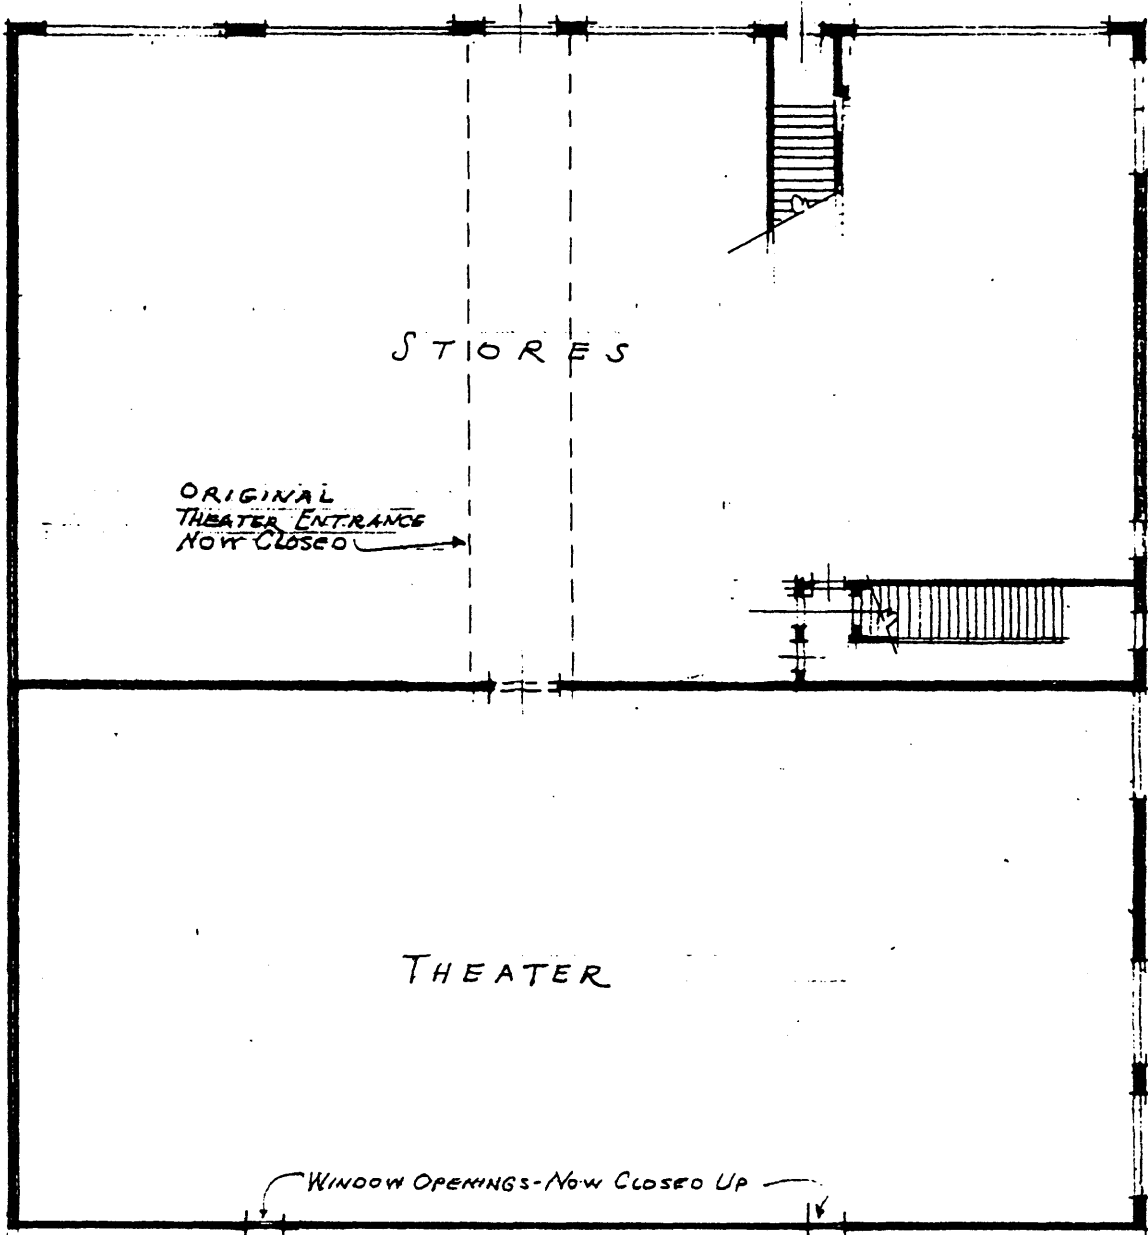 STORES
ORIGINAL
THEATER ENTRANCE
NOW CLOSED
THEATER
WINDOW OPENINGS-NOW CLOSED UP